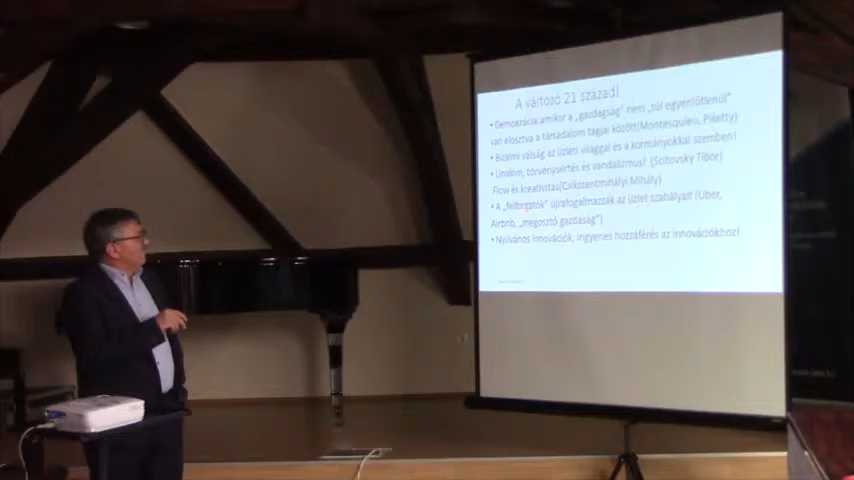 A változó 21 század!
• Demokrácia:amikor a „gazdagság" nem „túl egyenlőtlenül"
van elosztva a társadalom tagjai között(Montesquieu, Piketty)
• Bizalmi válság az üzleti világgal és a kormányokkal szemben!
• Unalom, törvénysértés és vandalizmus! (Scitovsky Tibor)
Flow és kreativitás(Csíkszentmihályi Mihály)
• A „felforgatók" újrafogalmazzák az üzlet szabályait (Uber,
Airbnb, „megosztó gazdaság")
• Nyilvános innovációk, ingyenes hozzáférés az innovációkhoz!